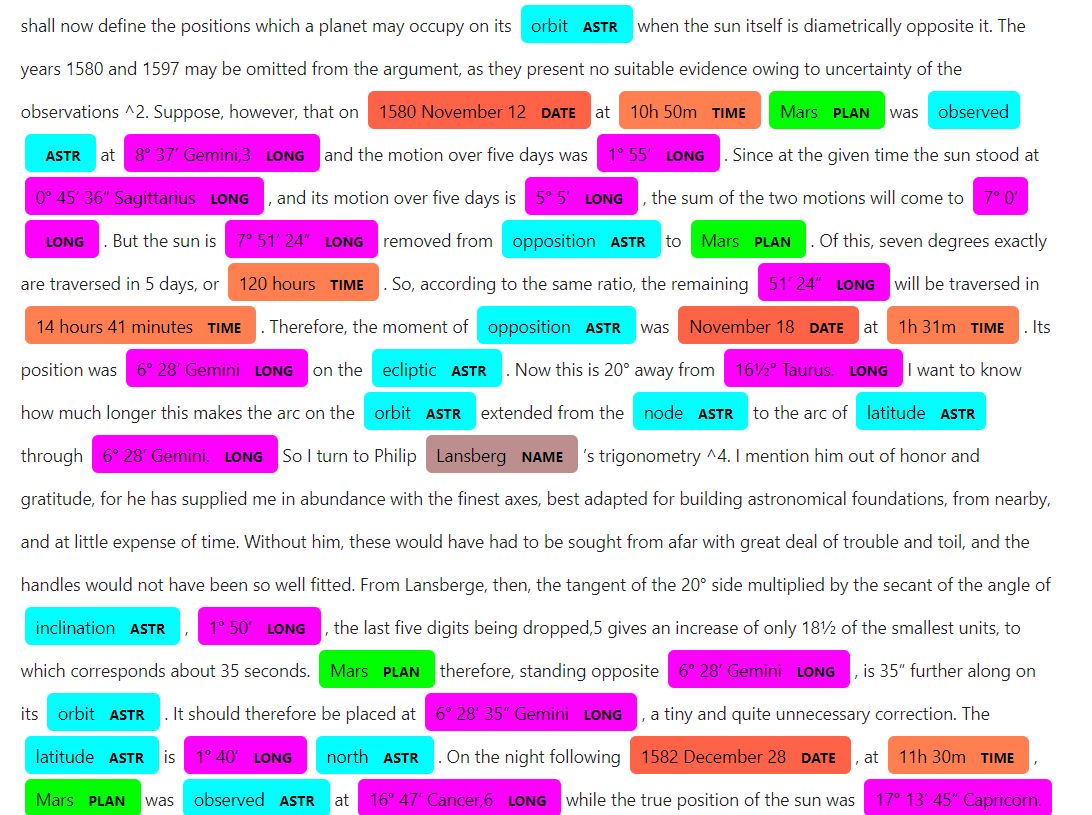 shall now define the positions which a planet may occupy on its orbit ASTR when the sun itself is diametrically opposite it. The
years 1580 and 1597 may be omitted from the argument, as they present no suitable evidence owing to uncertainty of the
observations ^2. Suppose, however, that on 1580 November 12 DATE at 10h 50m TIME Mars PLAN was observed
ASTR at 8° 37′ Gemini,3 LONG and the motion over five days was 1° 55′ LONG . Since at the given time the sun stood at
0° 45′ 36″ Sagittarius LONG , and its motion over five days is 5° 5′ LONG , the sum of the two motions will come to 7° 0′
LONG . But the sun is 7° 51′ 24″ LONG removed from opposition ASTR to Mars PLAN . Of this, seven degrees exactly
are traversed in 5 days, or 120 hours TIME . So, according to the same ratio, the remaining 51′ 24″ LONG will be traversed in
14 hours 41 minutes TIME . Therefore, the moment of opposition ASTR was November 18 DATE at 1h 31m TIME . Its
position was 6° 28′ Gemini LONG on the ecliptic ASTR . Now this is 20° away from 16½° Taurus. LONG I want to know
how much longer this makes the arc on the orbit ASTR extended from the node ASTR to the arc of latitude ASTR
through 6° 28′ Gemini. LONG So I turn to Philip Lansberg NAME 's trigonometry ^4. I mention him out of honor and
gratitude, for he has supplied me in abundance with the finest axes, best adapted for building astronomical foundations, from nearby,
and at little expense of time. Without him, these would have had to be sought from afar with great deal of trouble and toil, and the
handles would not have been so well fitted. From Lansberge, then, the tangent of the 20° side multiplied by the secant of the angle of
inclination ASTR , 1° 50′ LONG , the last five digits being dropped,5 gives an increase of only 18½ of the smallest units, to
which corresponds about 35 seconds. Mars PLAN therefore, standing opposite 6° 28′ Gemini LONG , is 35″ further along on
its orbit ASTR . It should therefore be placed at 6° 28′ 35″ Gemini LONG , a tiny and quite unnecessary correction. The
latitude ASTR is 1° 40′ LONG north ASTR . On the night following 1582 December 28 DATE , at 11h 30m TIME ,
Mars PLAN was observed ASTR at 16° 47′ Cancer,6 LONG while the true position of the sun was 17° 13′ 45″ Capricorn.